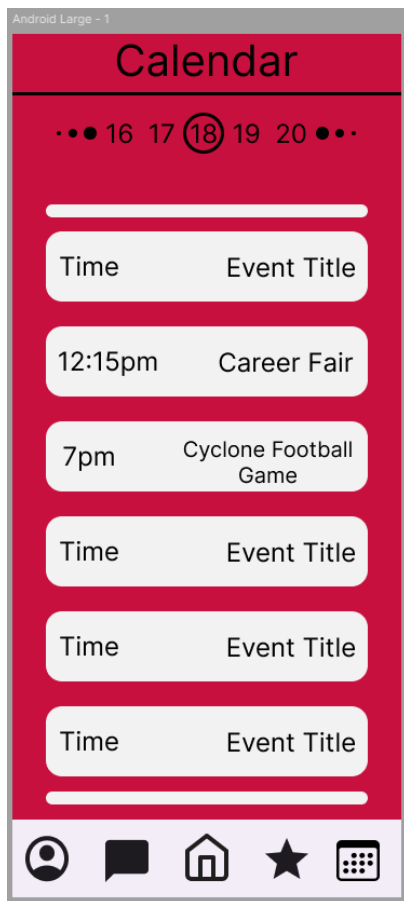 Android Large - 1
Calendar
16 17 18 19 20
Time Event Title
12:15pm Career Fair
7pm Cyclone Football
Game
Time Event Title
Time Event Title
Time Event Title